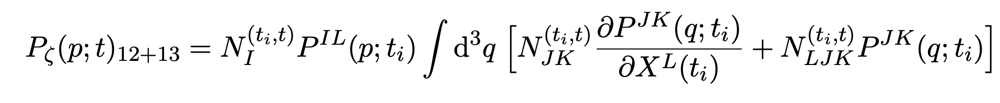 $P_\zeta(p;t)_{12+13} = N_I^{(t_i,t)} P^{IL}(p;t_i) \int \mathrm{d}^3q \left[ N_{JK}^{(t_i,t)} \frac{\partial P^{JK}(q;t_i)}{\partial X^L(t_i)} + N_{LJK}^{(t_i,t)} P^{JK}(q;t_i) \right]$